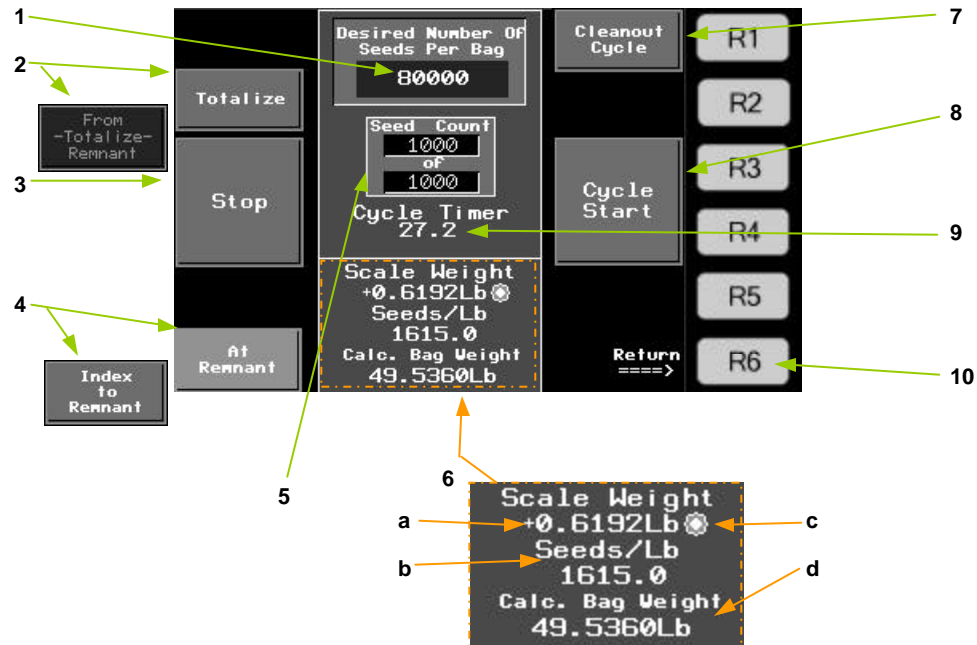 1
2
3
4
5
6
7
8
9
10
From
-Totalize-
Remnant
Index
to
Remnant
Totalize
Stop
At
Remnant
Desired Number Of
Seeds Per Bag
80000
Seed Count
1000
of
1000
Cycle Timer
27.2
Scale Weight
+0.6192Lb
Seeds/Lb
1615.0
Calc. Bag Weight
49.5360Lb
Cleanout
Cycle
Cycle
Start
Return
====>
R1
R2
R3
R4
R5
R6
a
b
c
d
Scale Weight
+0.6192Lb
Seeds/Lb
1615.0
Calc. Bag Weight
49.5360Lb